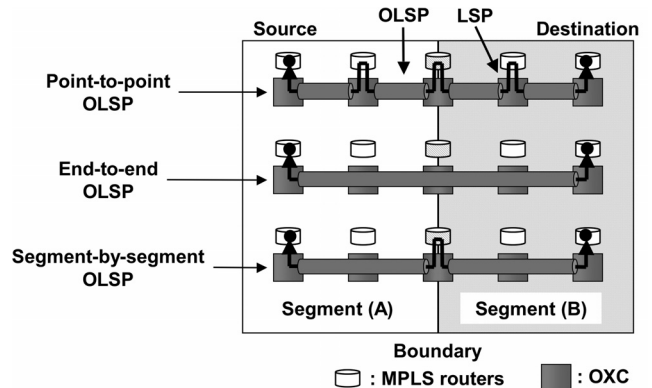 OLSP LSP
Source Destination
Point-to-point
OLSP
End-to-end
OLSP
Segment-by-segment
OLSP
Segment (A) Segment (B)
Boundary
: MPLS routers : OXC